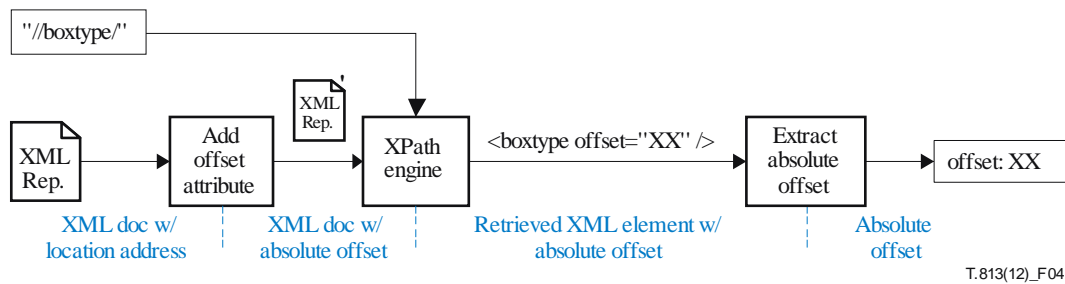 "//boxtype/"
XML
Rep.
Add
offset
attribute
XML
Rep.
'
XPath
engine
<boxtype offset="XX" />
Extract
absolute
offset
offset: XX
XML doc w/
location address
XML doc w/
absolute offset
Retrieved XML element w/
absolute offset
Absolute
offset
T.813(12)_F04